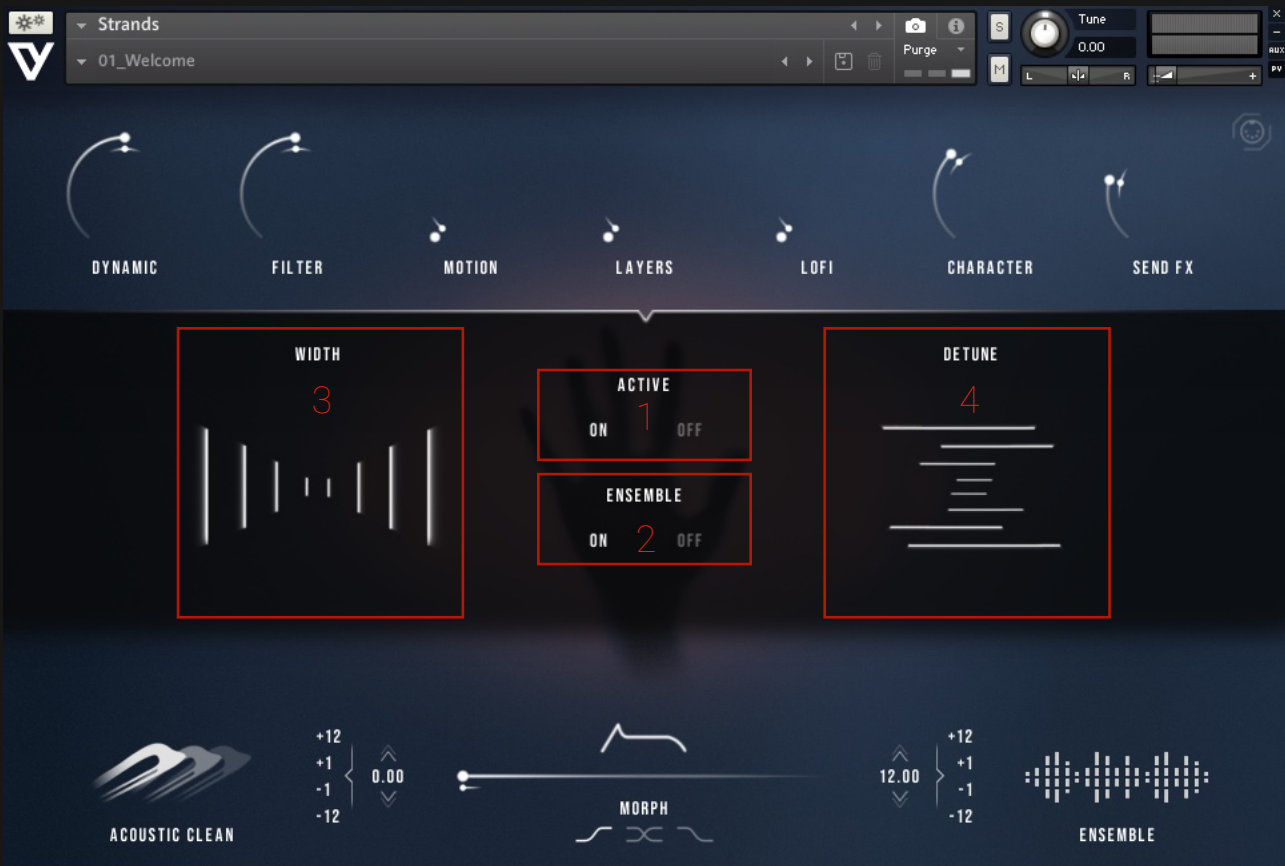 Strands
01_Welcome
Purge
S
M
Tune
0.00
L
R
-
+
×
-
AUX
PV
DYNAMIC
FILTER
MOTION
LAYERS
LOFI
CHARACTER
SEND FX
WIDTH
3
ACTIVE
1
ON OFF
ENSEMBLE
ON 2 OFF
DETUNE
4
+12
+1
-1
-12
0.00
MORPH
12.00
+12
+1
-1
-12
ACOUSTIC CLEAN
ENSEMBLE